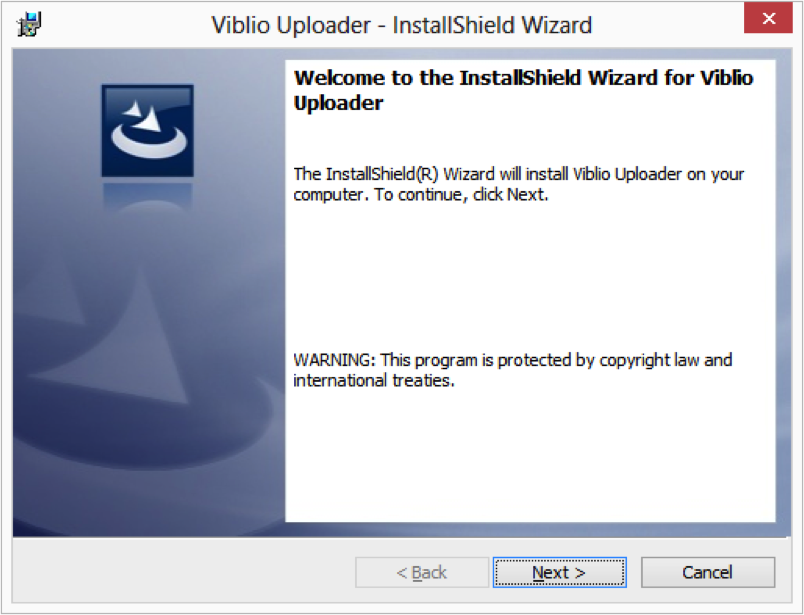 Viblio Uploader - InstallShield Wizard
Welcome to the InstallShield Wizard for Viblio
Uploader
The InstallShield(R) Wizard will install Viblio Uploader on your
computer. To continue, click Next.
WARNING: This program is protected by copyright law and
international treaties.
< Back
Next >
Cancel